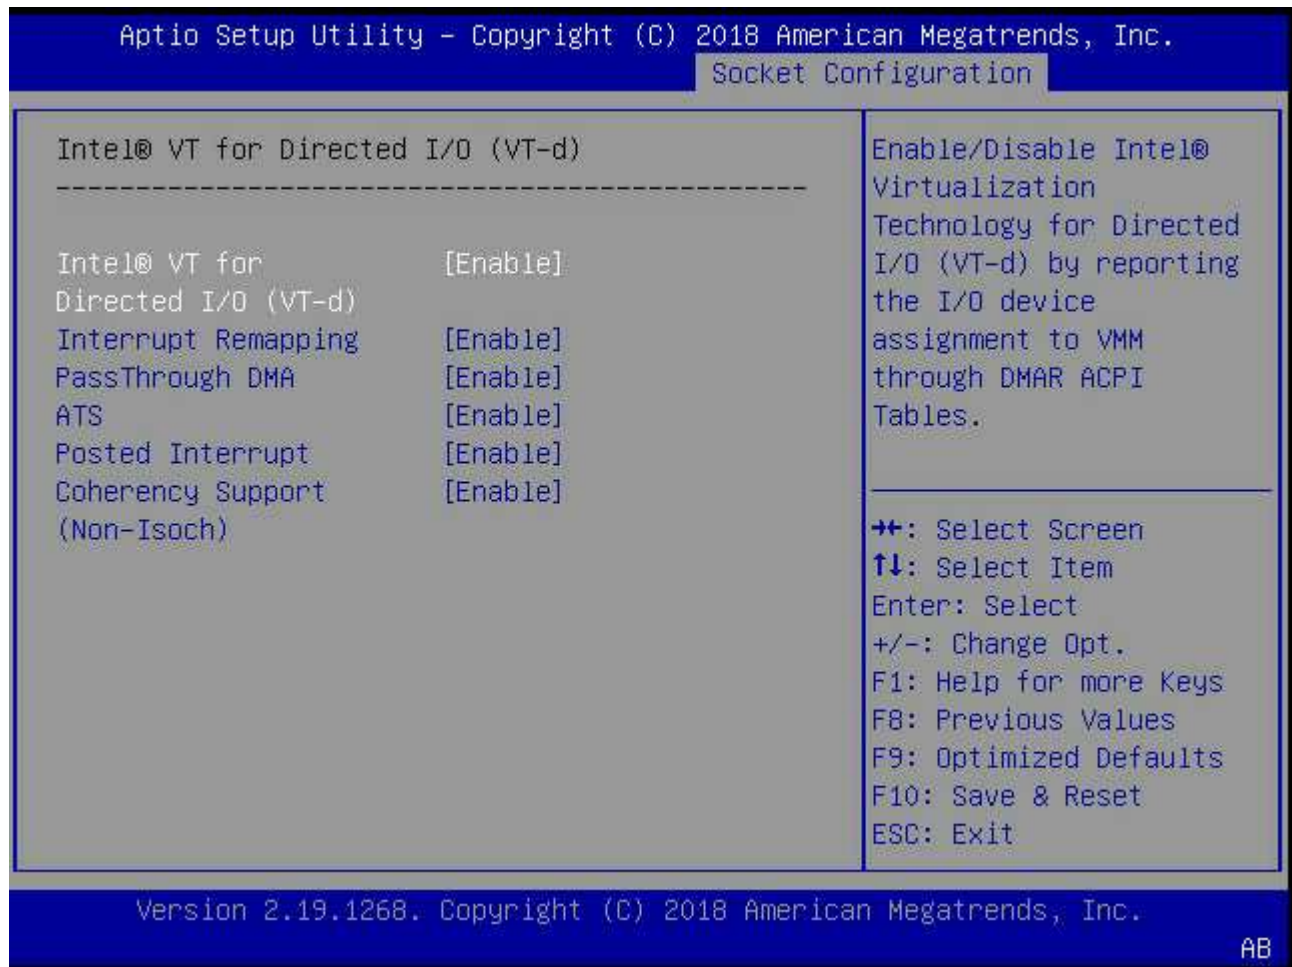 Aptio Setup Utility – Copyright (C) 2018 American Megatrends, Inc.
Socket Configuration
Intel® VT for Directed I/O (VT-d)
-----------------------------------------------
Intel® VT for [Enable]
Directed I/O (VT-d)
Interrupt Remapping [Enable]
PassThrough DMA [Enable]
ATS [Enable]
Posted Interrupt [Enable]
Coherency Support [Enable]
(Non-Isoch)
Enable/Disable Intel®
Virtualization
Technology for Directed
I/O (VT-d) by reporting
the I/O device
assignment to VMM
through DMAR ACPI
Tables.
→←: Select Screen
↑↓: Select Item
Enter: Select
+/-: Change Opt.
F1: Help for more Keys
F8: Previous Values
F9: Optimized Defaults
F10: Save & Reset
ESC: Exit
Version 2.19.1268. Copyright (C) 2018 American Megatrends, Inc.
AB